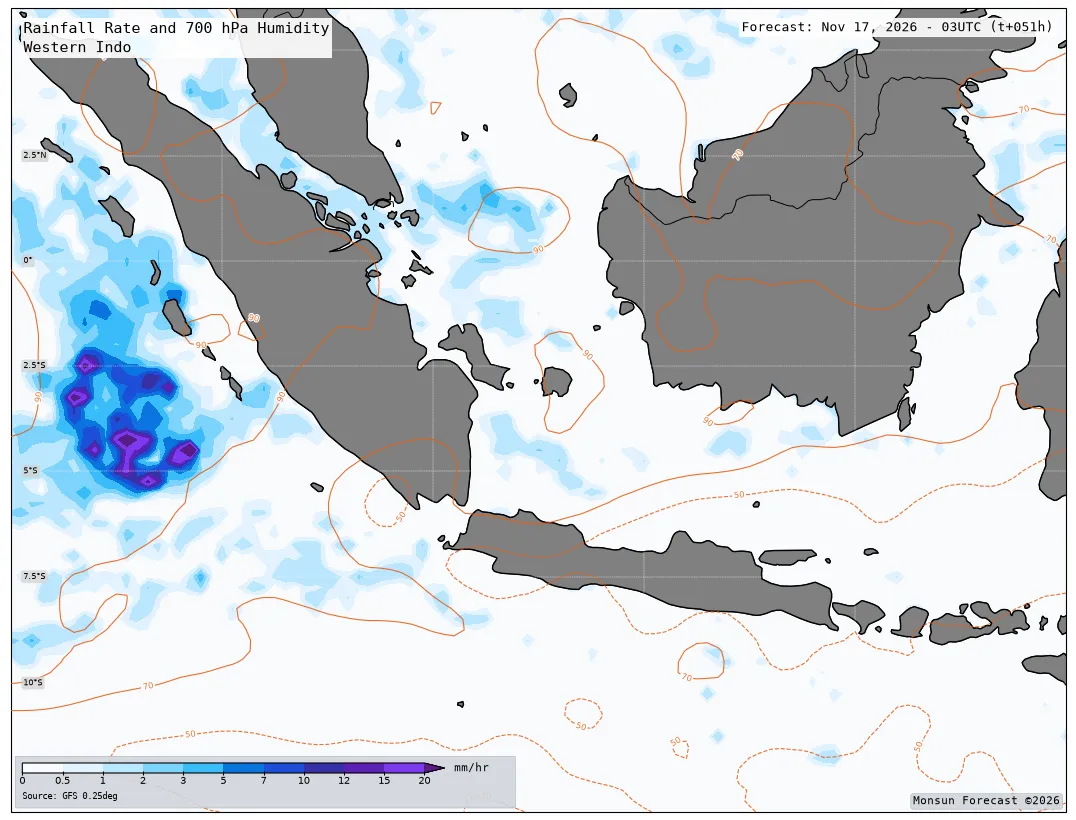 Rainfall Rate and 700 hPa Humidity
Western Indo
Forecast: Nov 17, 2026 - 03UTC (t+051h)
70
2.5°N
70
90
70
0°
90
90
90
2.5°S
90
90
90
90
5°S
50
50
7.5°S
70
10°S
70
50
50
50
50
0 0.5 1 2 3 5 7 10 12 15 20 mm/hr
Source: GFS 0.25deg
Monsun Forecast ©2026